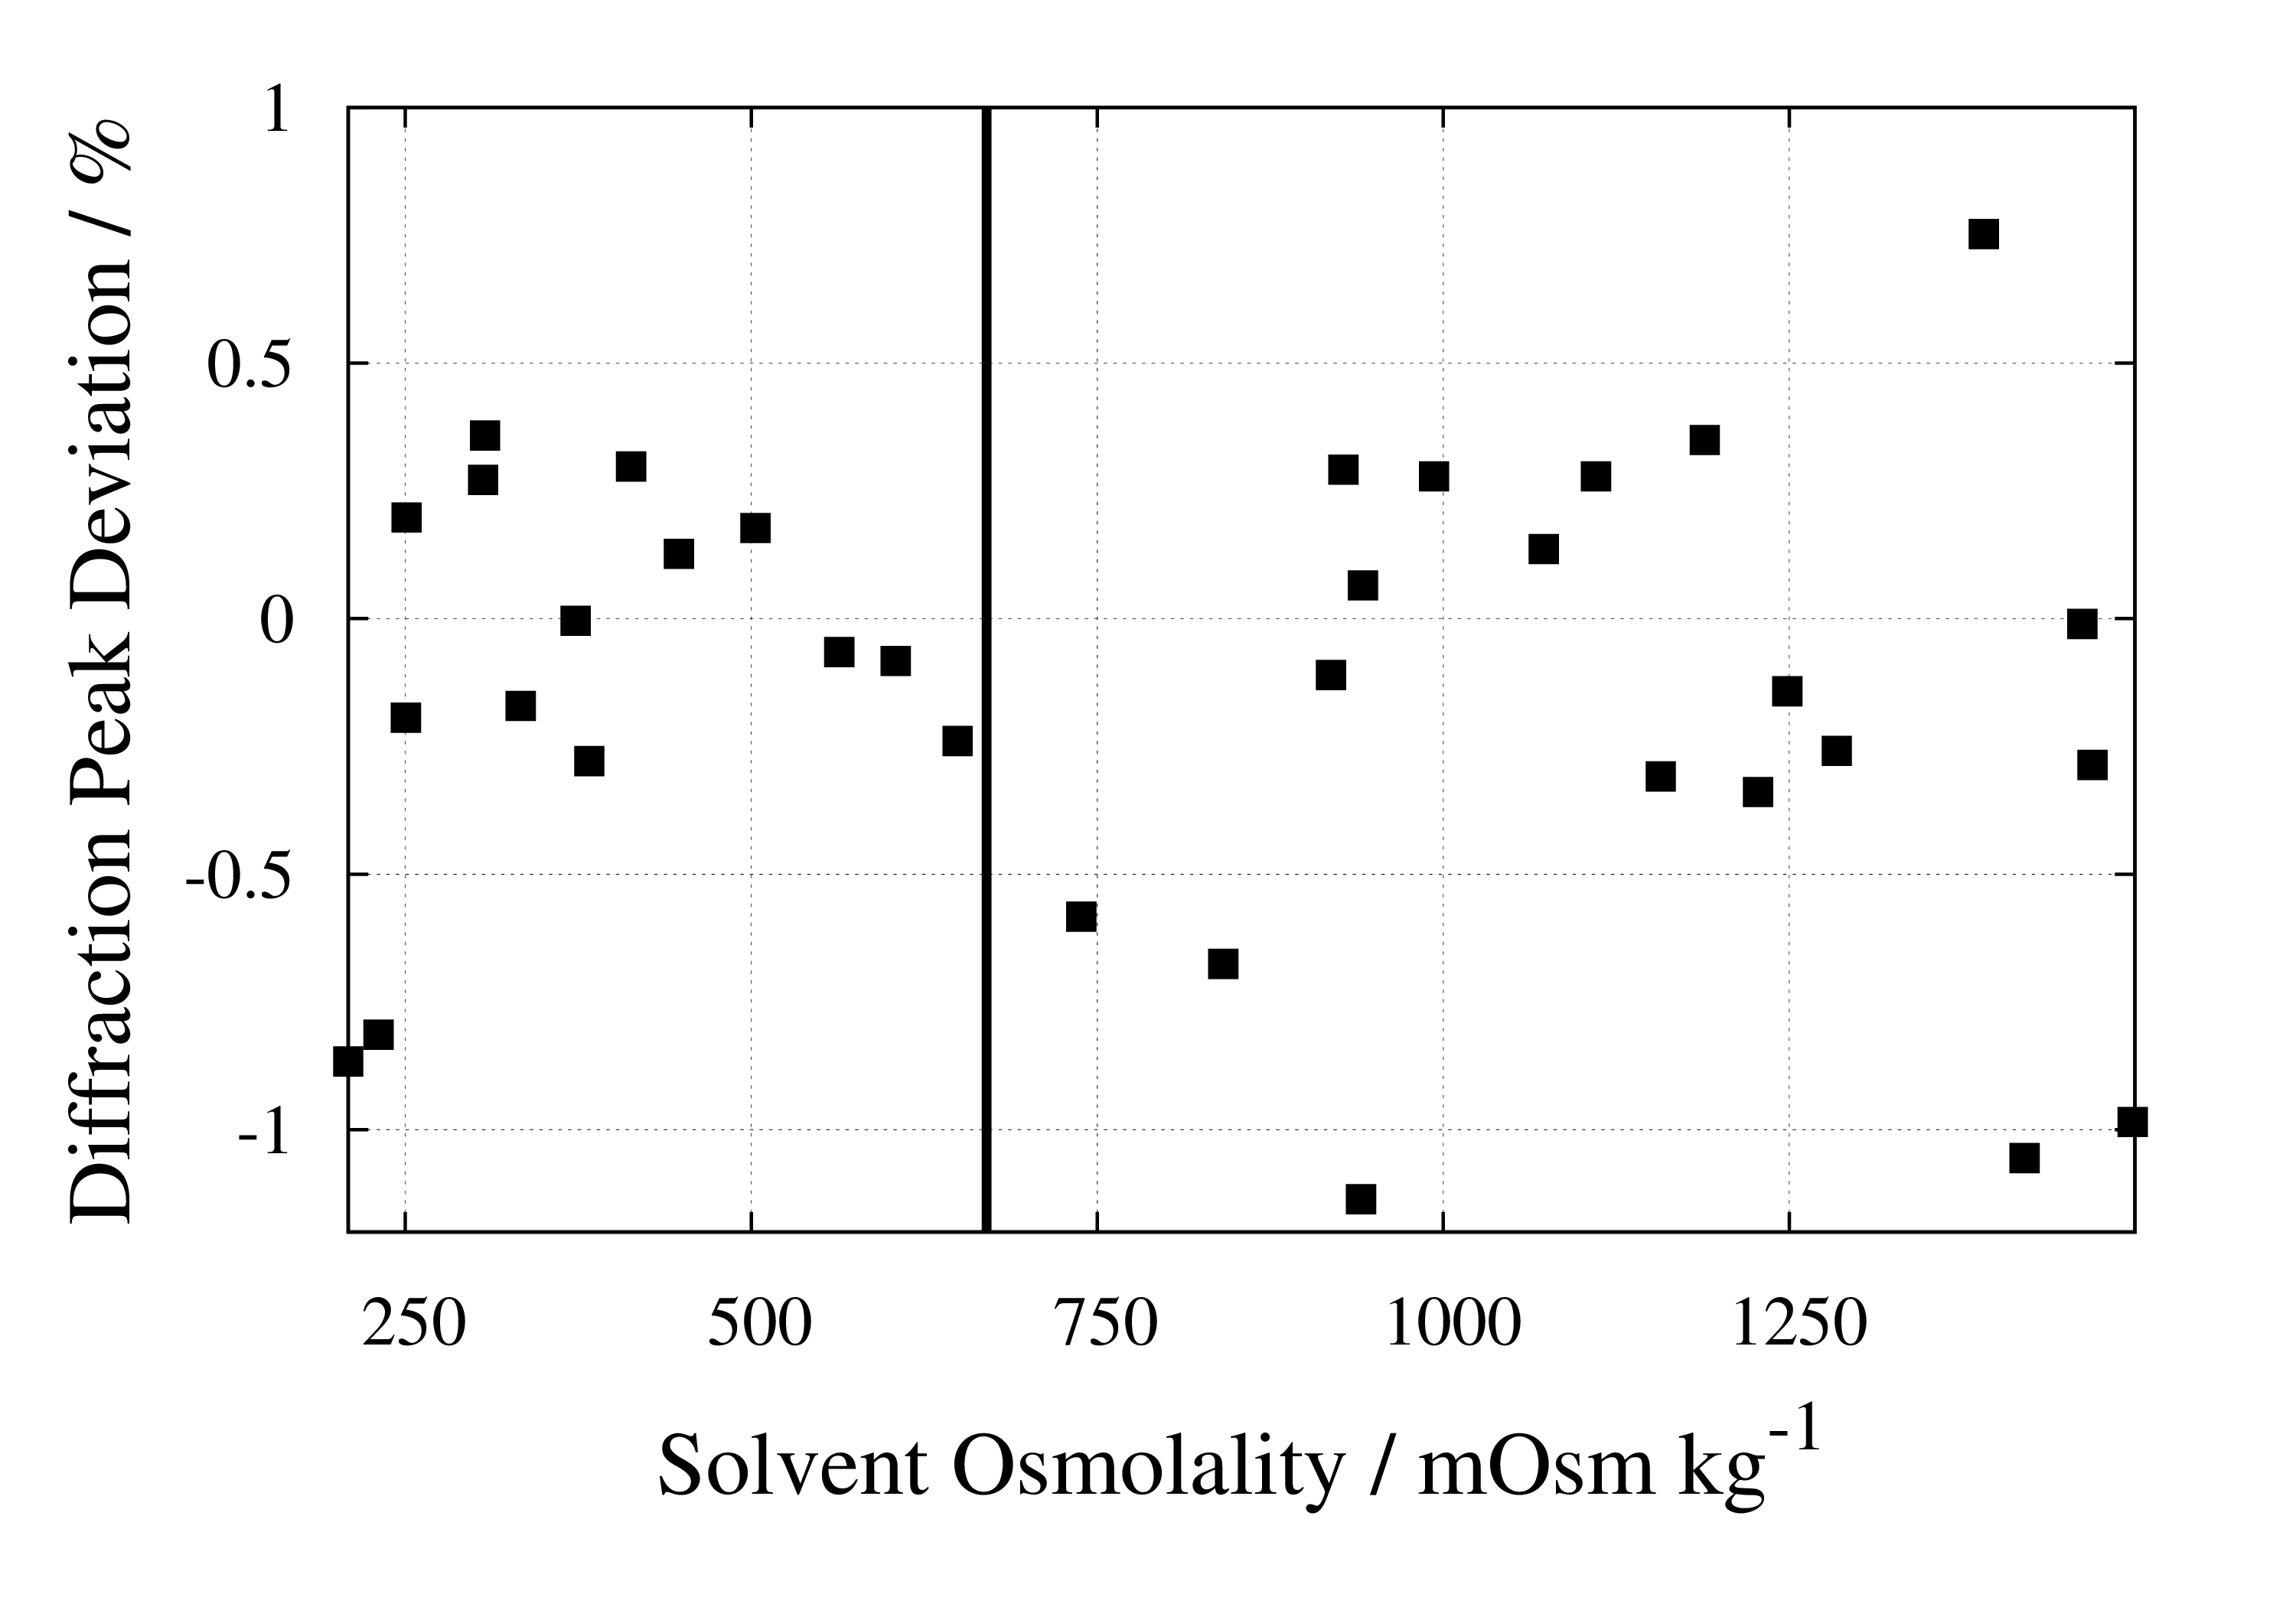 Diffraction Peak Deviation / %
1
0.5
0
-0.5
-1
250 500 750 1000 1250
Solvent Osmolality / mOsm kg⁻¹